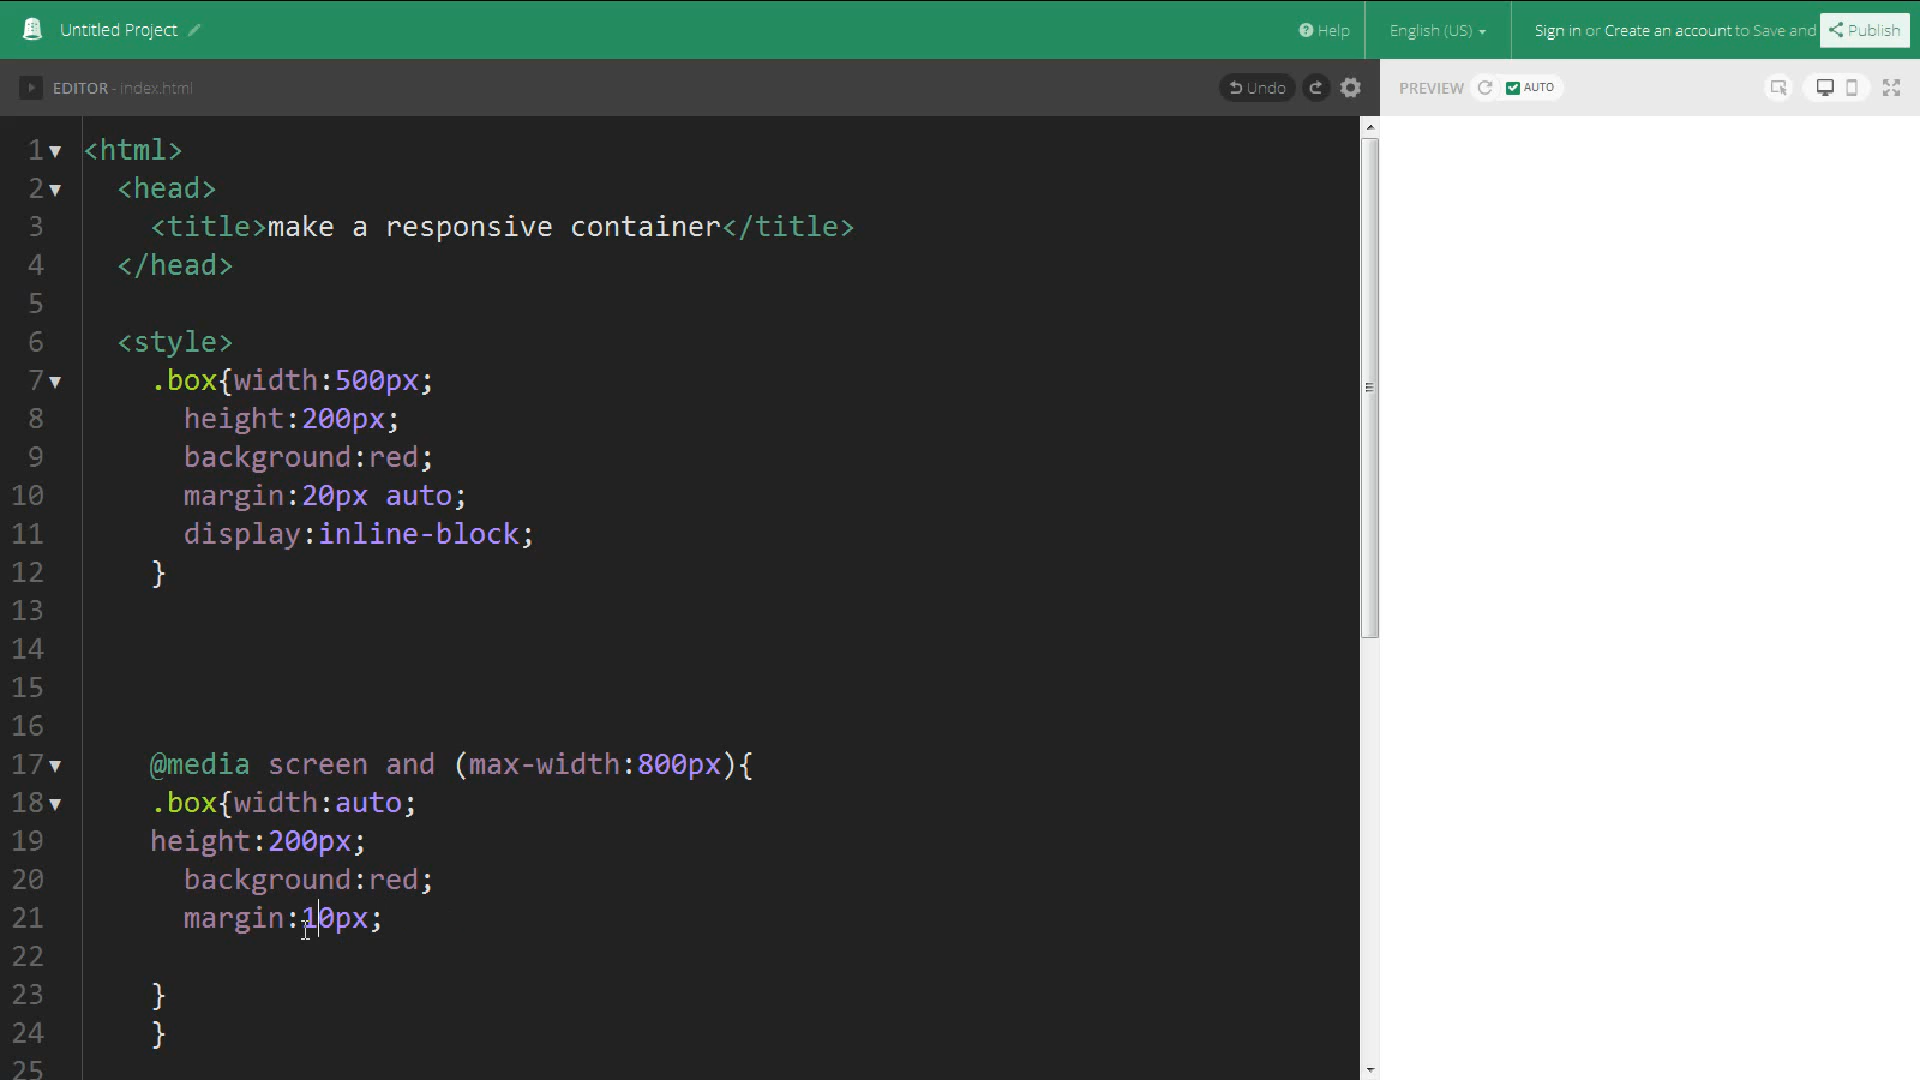 Untitled Project
Help
English (US)
Sign in or Create an account to Save and
Publish
EDITOR - index.html
Undo
PREVIEW
AUTO
1 <html>
2 <head>
3 <title>make a responsive container</title>
4 </head>
5
6 <style>
7 .box{width:500px;
8 height:200px;
9 background:red;
10 margin:20px auto;
11 display:inline-block;
12 }
13
14
15
16
17 @media screen and (max-width:800px){
18 .box{width:auto;
19 height:200px;
20 background:red;
21 margin:10px;
22
23 }
24 }
25